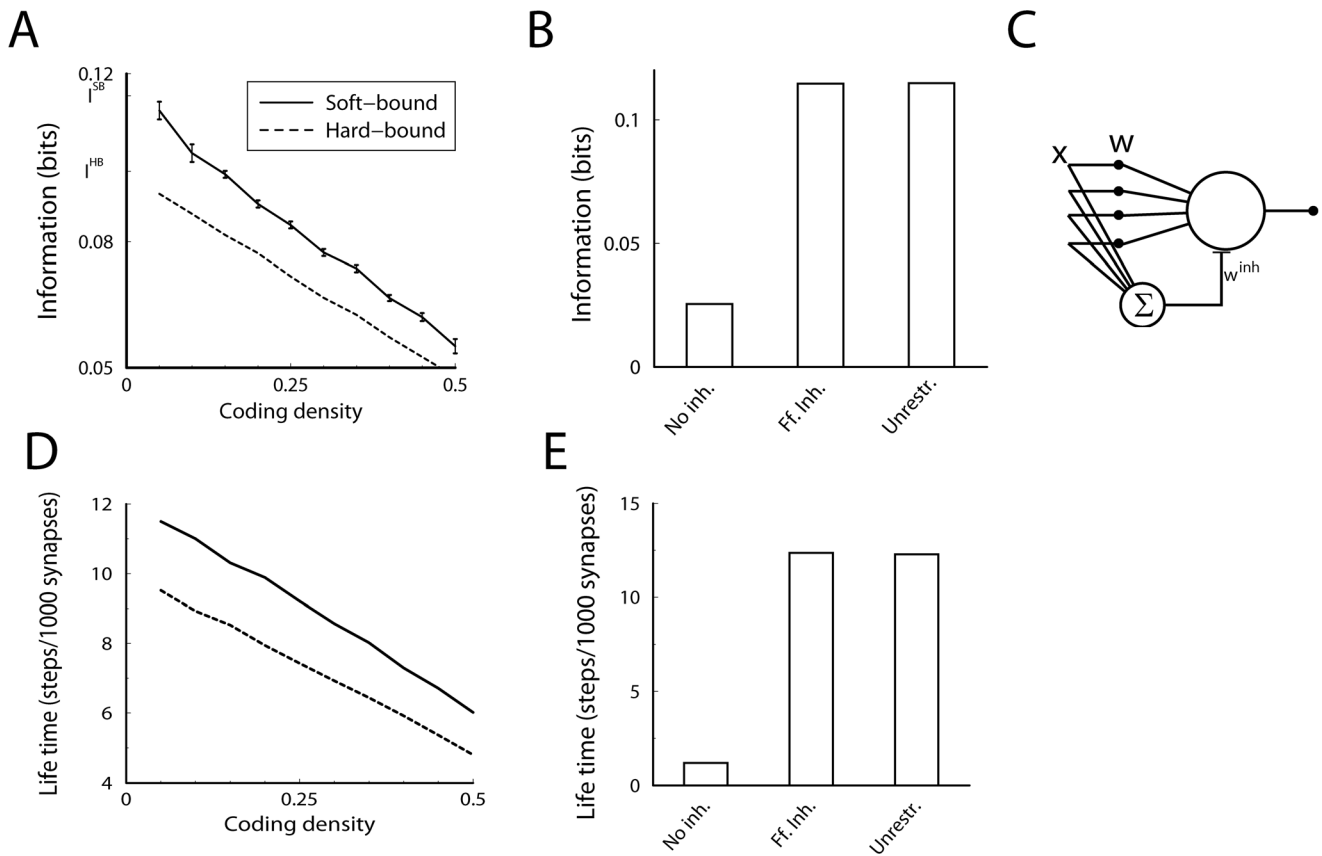 A
B
C
0.12
I^SB
I^HB
0.08
0.05
0
0.25
0.5
Information (bits)
Coding density
Soft−bound
Hard−bound
0.1
0.05
0
Information (bits)
No inh.
Ff. Inh.
Unrestr.
X
W
w^inh
Σ
D
E
12
10
8
6
4
0
0.25
0.5
Life time (steps/1000 synapses)
Coding density
15
10
5
0
Life time (steps/1000 synapses)
No inh.
Ff. Inh.
Unrestr.